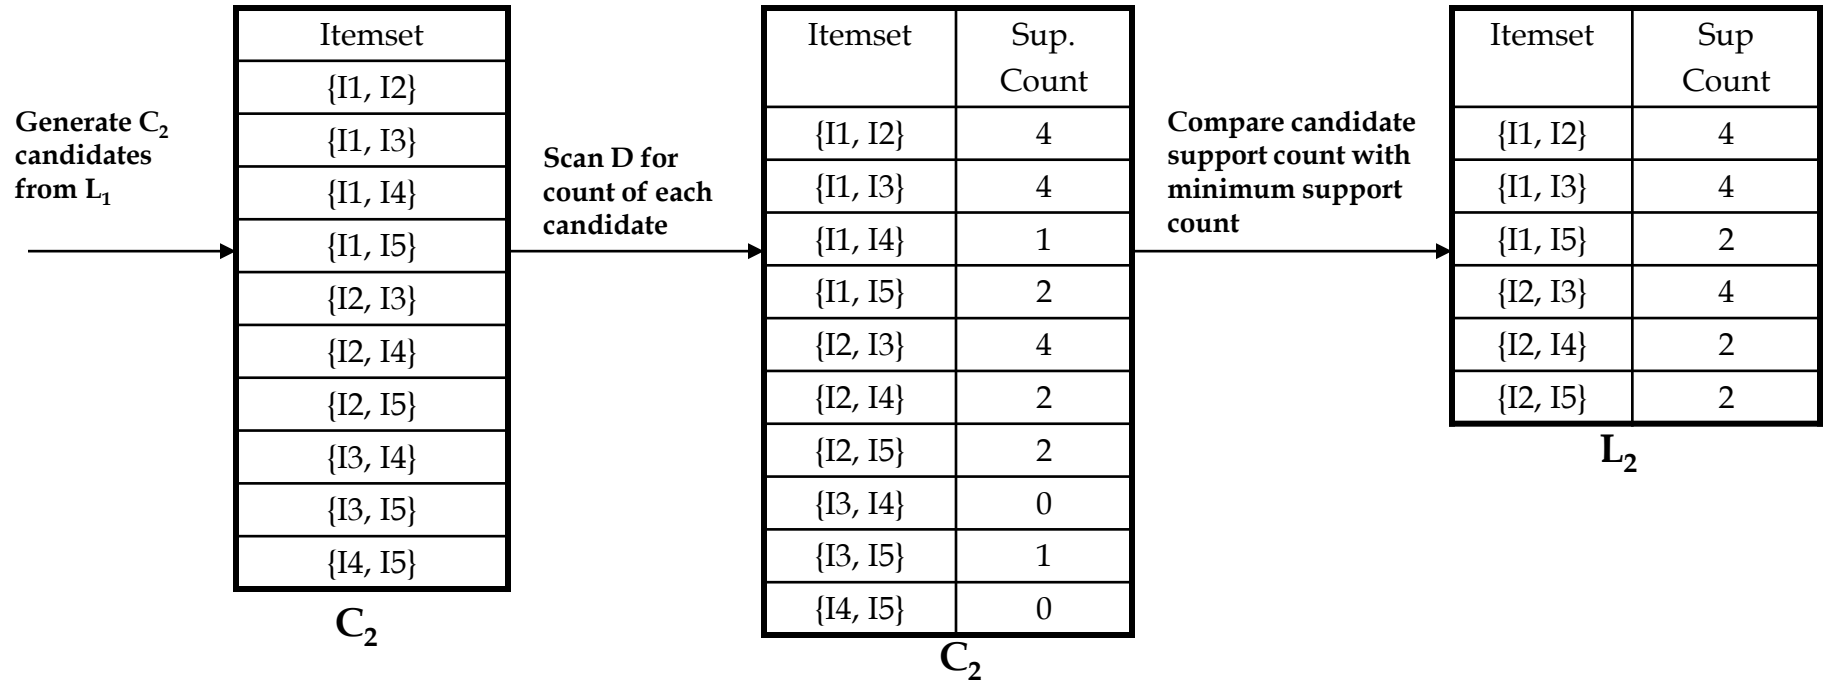 Generate C2
candidates
from L1
Itemset
{I1, I2}
{I1, I3}
{I1, I4}
{I1, I5}
{I2, I3}
{I2, I4}
{I2, I5}
{I3, I4}
{I3, I5}
{I4, I5}
C2
Scan D for
count of each
candidate
Itemset Sup.
Count
{I1, I2} 4
{I1, I3} 4
{I1, I4} 1
{I1, I5} 2
{I2, I3} 4
{I2, I4} 2
{I2, I5} 2
{I3, I4} 0
{I3, I5} 1
{I4, I5} 0
C2
Compare candidate
support count with
minimum support
count
Itemset Sup
Count
{I1, I2} 4
{I1, I3} 4
{I1, I5} 2
{I2, I3} 4
{I2, I4} 2
{I2, I5} 2
L2